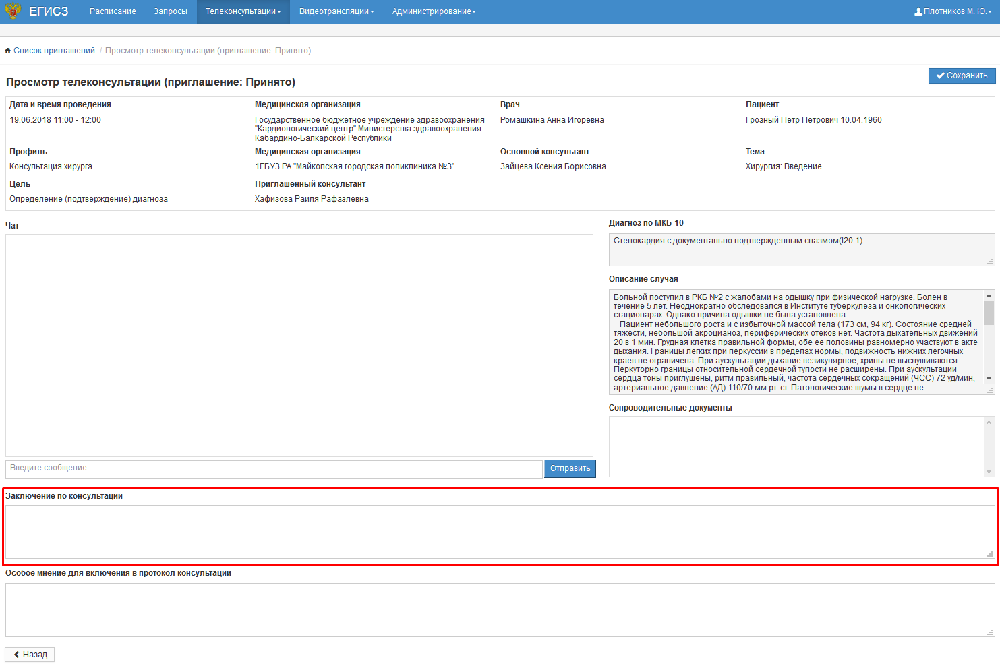 ЕГИСЗ Расписание Запросы Телеконсультации Видеотрансляции Администрирование Плотников М. Ю.
Список приглашений / Просмотр телеконсультации (приглашение: Принято)
Сохранить
Просмотр телеконсультации (приглашение: Принято)
Дата и время проведения
19.06.2018 11:00 - 12:00
Медицинская организация
Государственное бюджетное учреждение здравоохранения
"Кардиологический центр" Министерства здравоохранения
Кабардино-Балкарской Республики
Врач
Ромашкина Анна Игоревна
Пациент
Грозный Петр Петрович 10.04.1960
Профиль
Консультация хирурга
Медицинская организация
1ГБУЗ РА "Майкопская городская поликлиника №3"
Основной консультант
Зайцева Ксения Борисовна
Тема
Хирургия: Введение
Цель
Определение (подтверждение) диагноза
Приглашенный консультант
Хафизова Раиля Рафаэлевна
Чат
Введите сообщение...
Отправить
Диагноз по МКБ-10
Стенокардия с документально подтвержденным спазмом(I20.1)
Описание случая
Больной поступил в РКБ №2 с жалобами на одышку при физической нагрузке. Болен в
течение 5 лет. Неоднократно обследовался в Институте туберкулеза и онкологических
стационарах. Однако причина одышки не была установлена.
Пациент небольшого роста и с избыточной массой тела (173 см, 94 кг). Состояние средней
тяжести, небольшой акроцианоз, периферических отеков нет. Частота дыхательных движений
20 в 1 мин. Грудная клетка правильной формы, обе ее половины равномерно участвуют в акте
дыхания. Границы легких при перкуссии в пределах нормы, подвижность нижних легочных
краев не ограничена. При аускультации дыхание везикулярное, хрипы не выслушиваются.
Перкуторно границы относительной сердечной тупости не расширены. При аускультации
сердца тоны приглушены, ритм правильный, частота сердечных сокращений (ЧСС) 72 уд/мин,
артериальное давление (АД) 110/70 мм рт. ст. Патологические шумы в сердце не
Сопроводительные документы
Заключение по консультации
Особое мнение для включения в протокол консультации
Назад